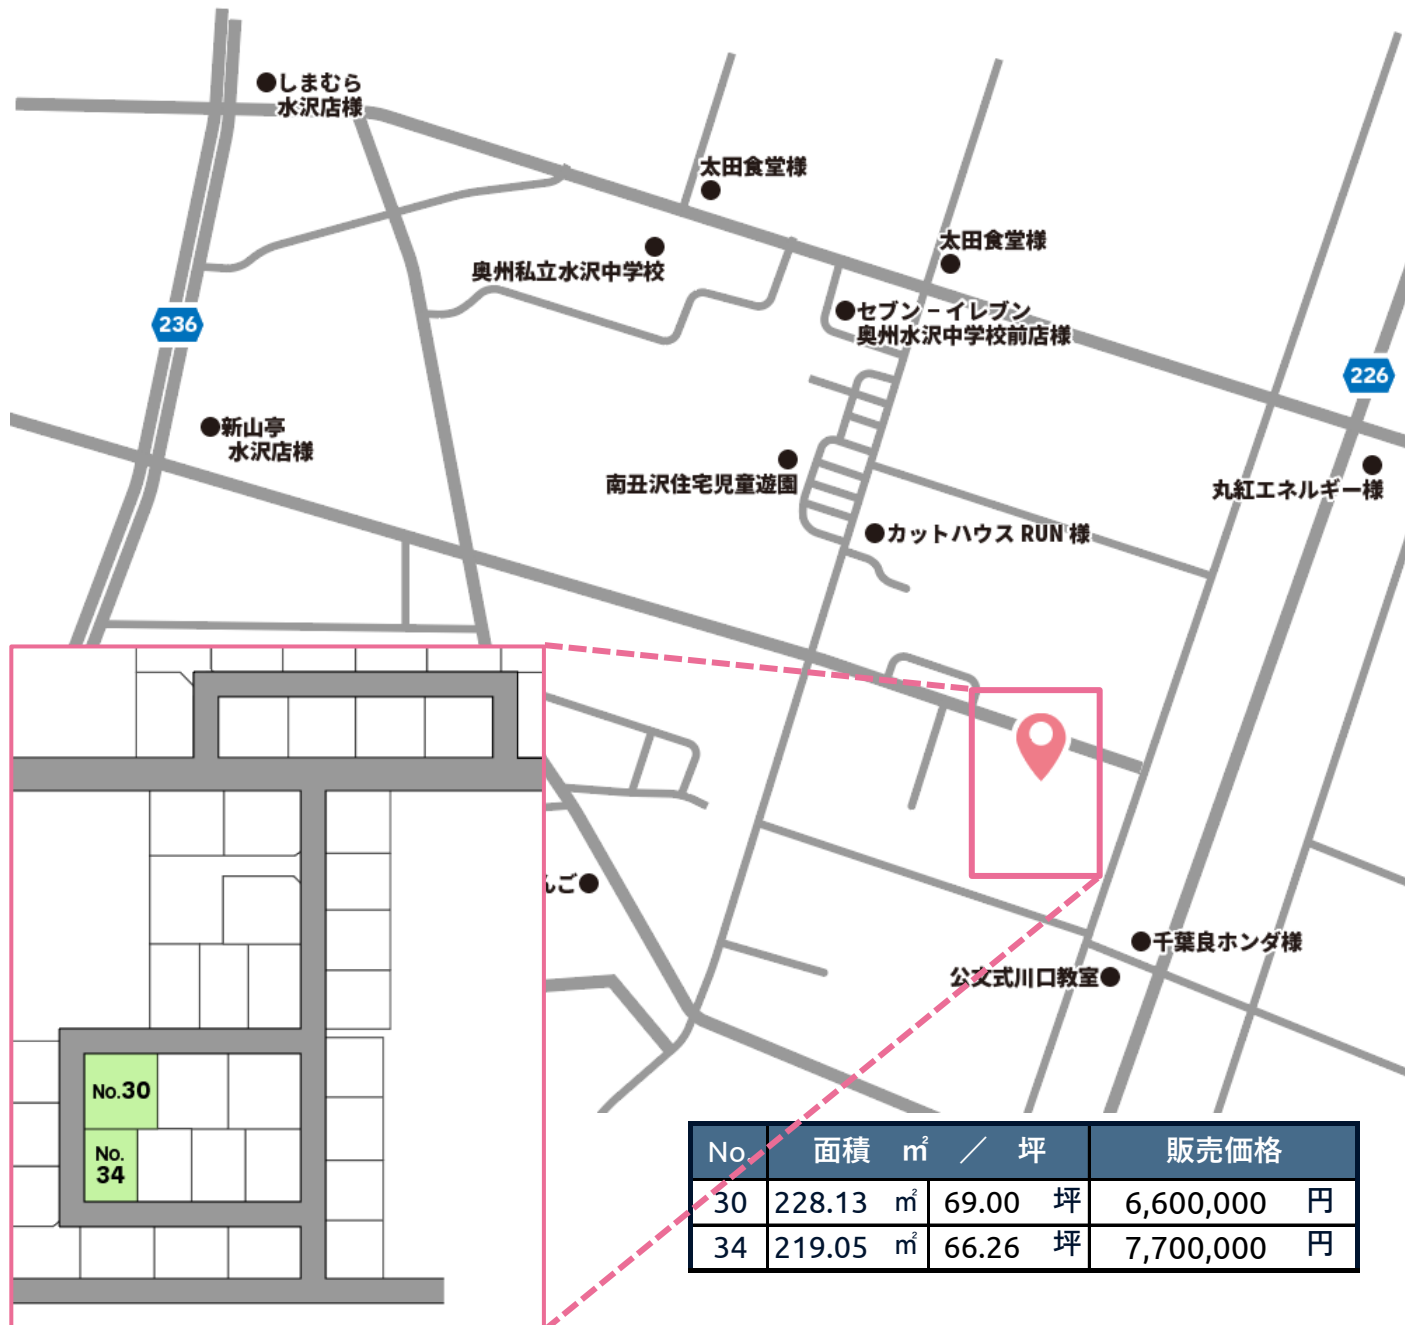 しまむら
水沢店様
太田食堂様
太田食堂様
奥州私立水沢中学校
セブン－イレブン
奥州水沢中学校前店様
236
226
新山亭
水沢店様
南丑沢住宅児童遊園
丸紅エネルギー様
カットハウス RUN 様
んご
千葉良ホンダ様
公文式川口教室
No.30
No.
34
No. 面積 ㎡ ／ 坪 販売価格
30 228.13 ㎡ 69.00 坪 6,600,000 円
34 219.05 ㎡ 66.26 坪 7,700,000 円